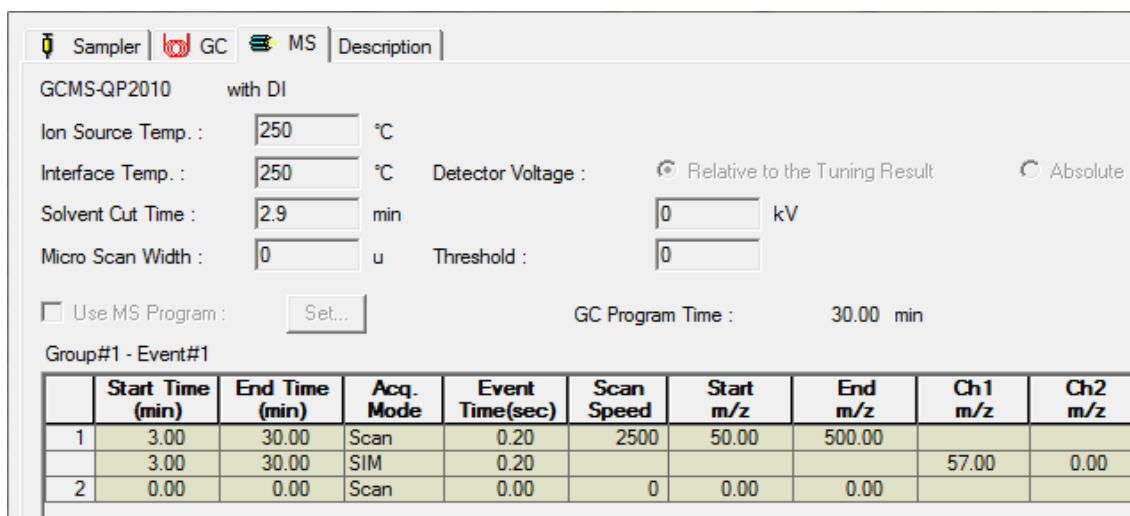 Sampler GC MS Description
GCMS-QP2010 with DI
Ion Source Temp. : 250 °C
Interface Temp. : 250 °C Detector Voltage : Relative to the Tuning Result Absolute
Solvent Cut Time : 2.9 min 0 kV
Micro Scan Width : 0 u Threshold : 0
Use MS Program : Set... GC Program Time : 30.00 min
Group#1 - Event#1
Start Time (min) End Time (min) Acq. Mode Event Time(sec) Scan Speed Start m/z End m/z Ch1 m/z Ch2 m/z
1 3.00 30.00 Scan 0.20 2500 50.00 500.00
3.00 30.00 SIM 0.20 57.00 0.00
2 0.00 0.00 Scan 0.00 0 0.00 0.00